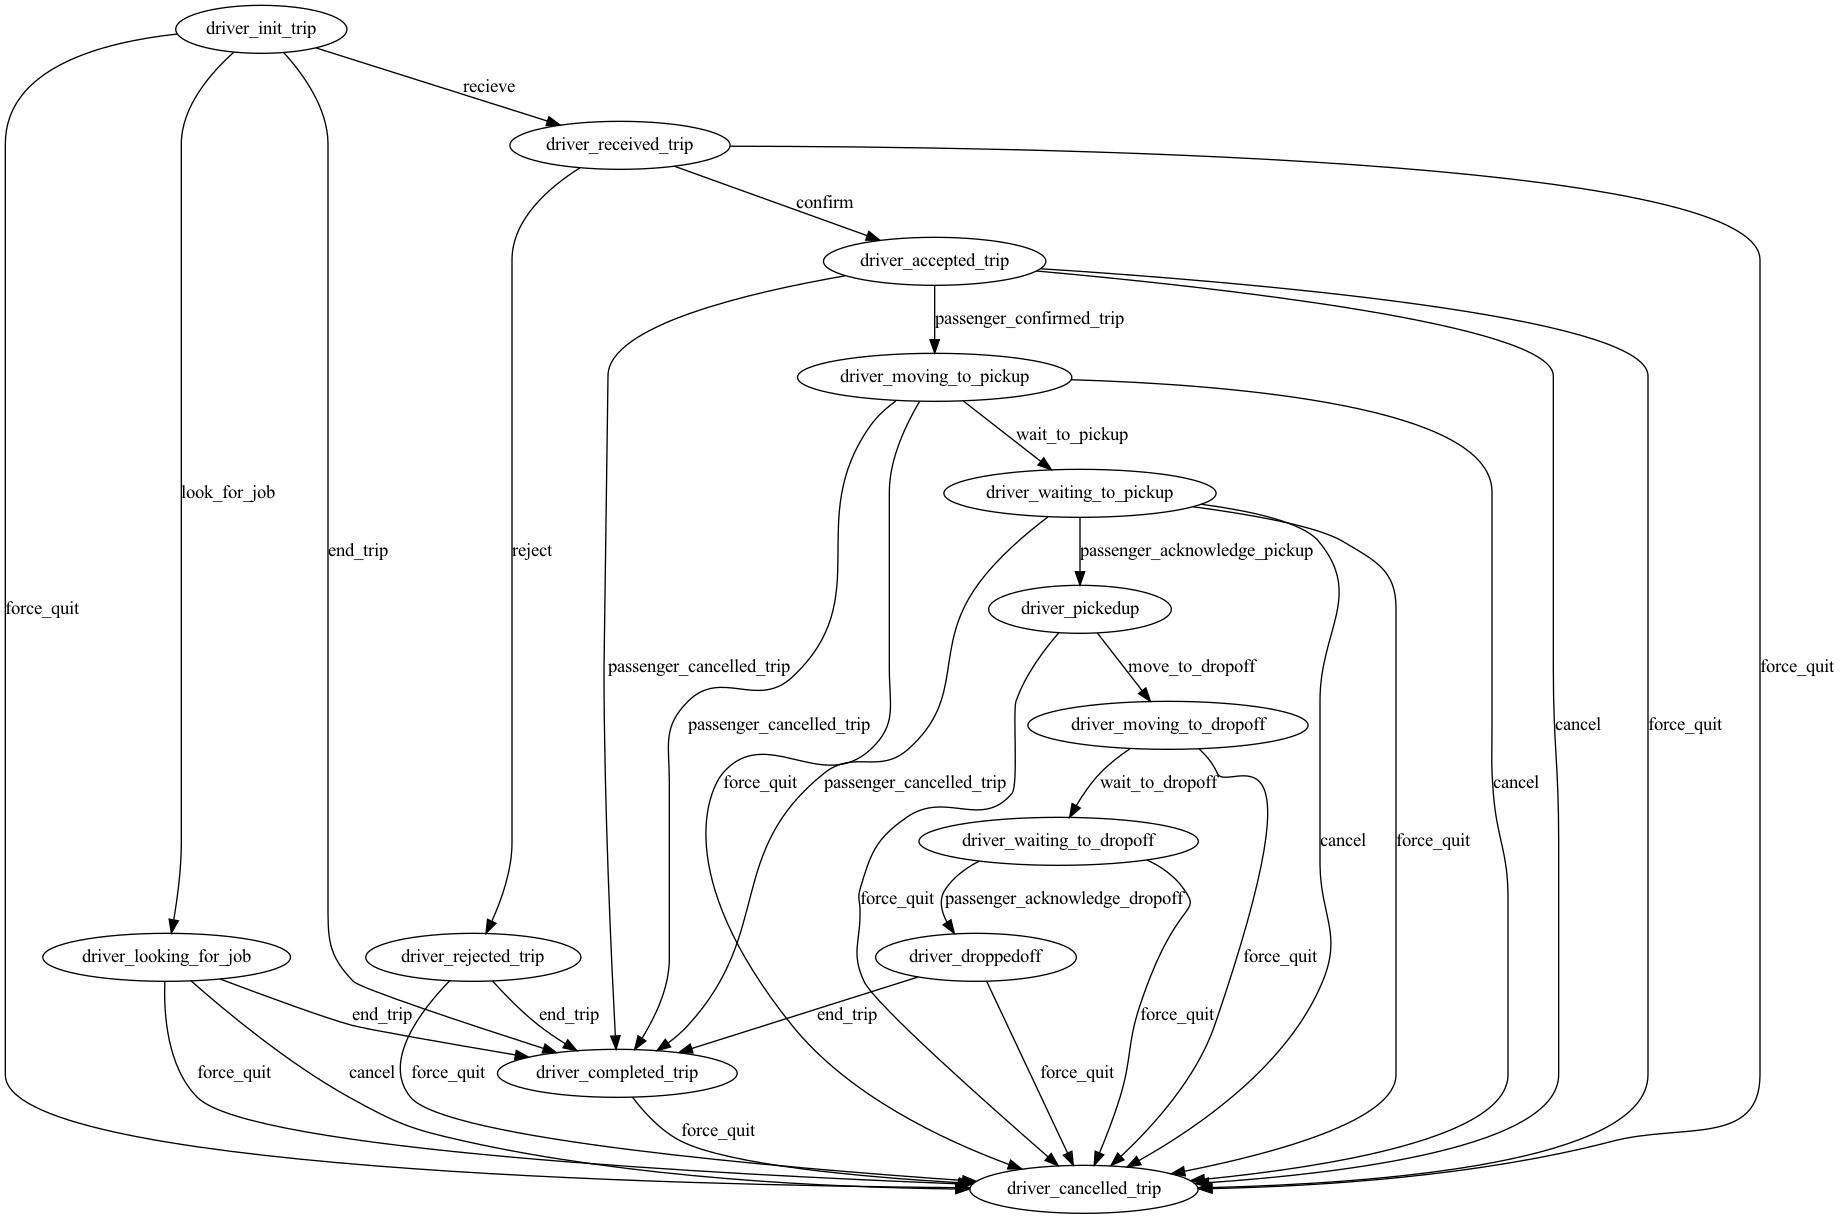 driver_init_trip
recieve
driver_received_trip
confirm
driver_accepted_trip
passenger_confirmed_trip
driver_moving_to_pickup
wait_to_pickup
look_for_job
driver_waiting_to_pickup
end_trip
reject
passenger_acknowledge_pickup
force_quit
driver_pickedup
passenger_cancelled_trip
move_to_dropoff
force_quit
passenger_cancelled_trip
driver_moving_to_dropoff
cancel
force_quit
force_quit
passenger_cancelled_trip
wait_to_dropoff
cancel
driver_waiting_to_dropoff
cancel
force_quit
force_quit
passenger_acknowledge_dropoff
driver_looking_for_job
driver_rejected_trip
driver_droppedoff
force_quit
end_trip
end_trip
end_trip
force_quit
force_quit
cancel
force_quit
driver_completed_trip
force_quit
force_quit
driver_cancelled_trip